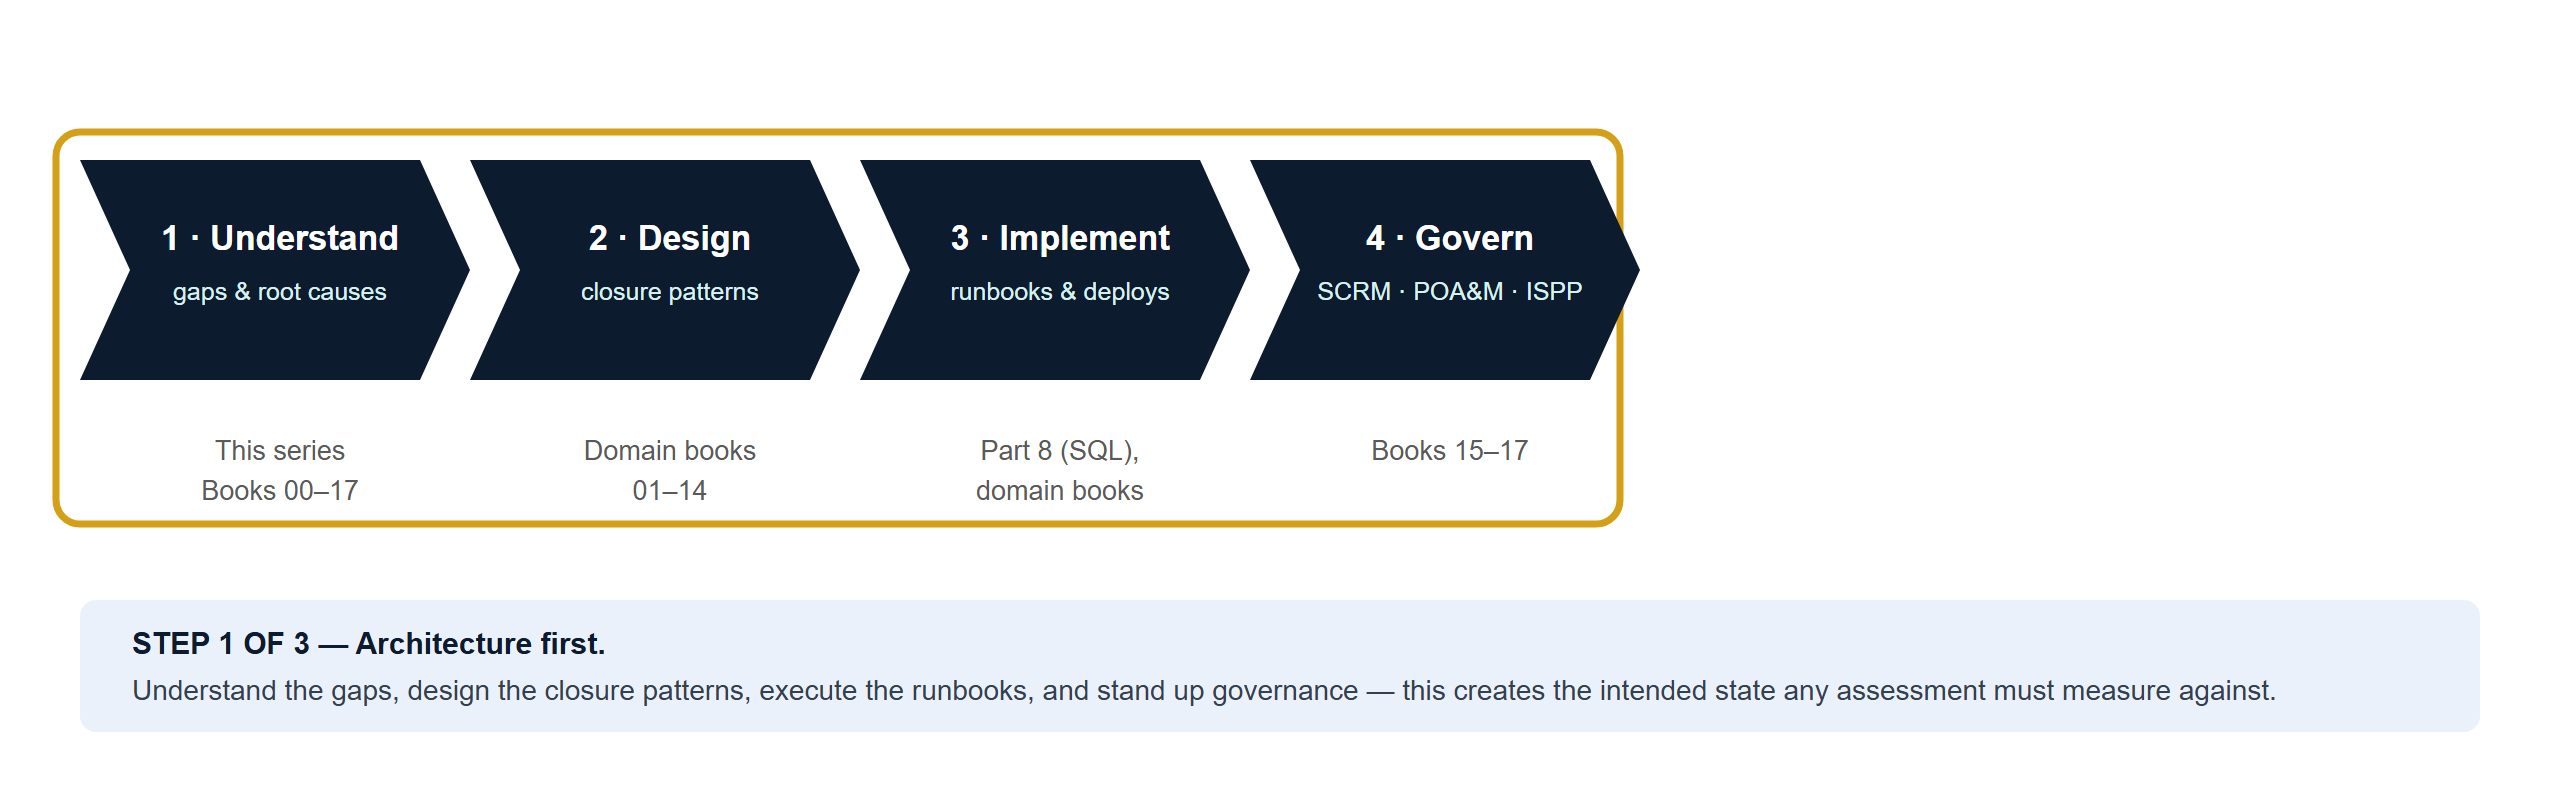 1 · Understand
gaps & root causes
2 · Design
closure patterns
3 · Implement
runbooks & deploys
4 · Govern
SCRM · POA&M · ISPP
This series
Books 00–17
Domain books
01–14
Part 8 (SQL),
domain books
Books 15–17
STEP 1 OF 3 — Architecture first.
Understand the gaps, design the closure patterns, execute the runbooks, and stand up governance — this creates the intended state any assessment must measure against.